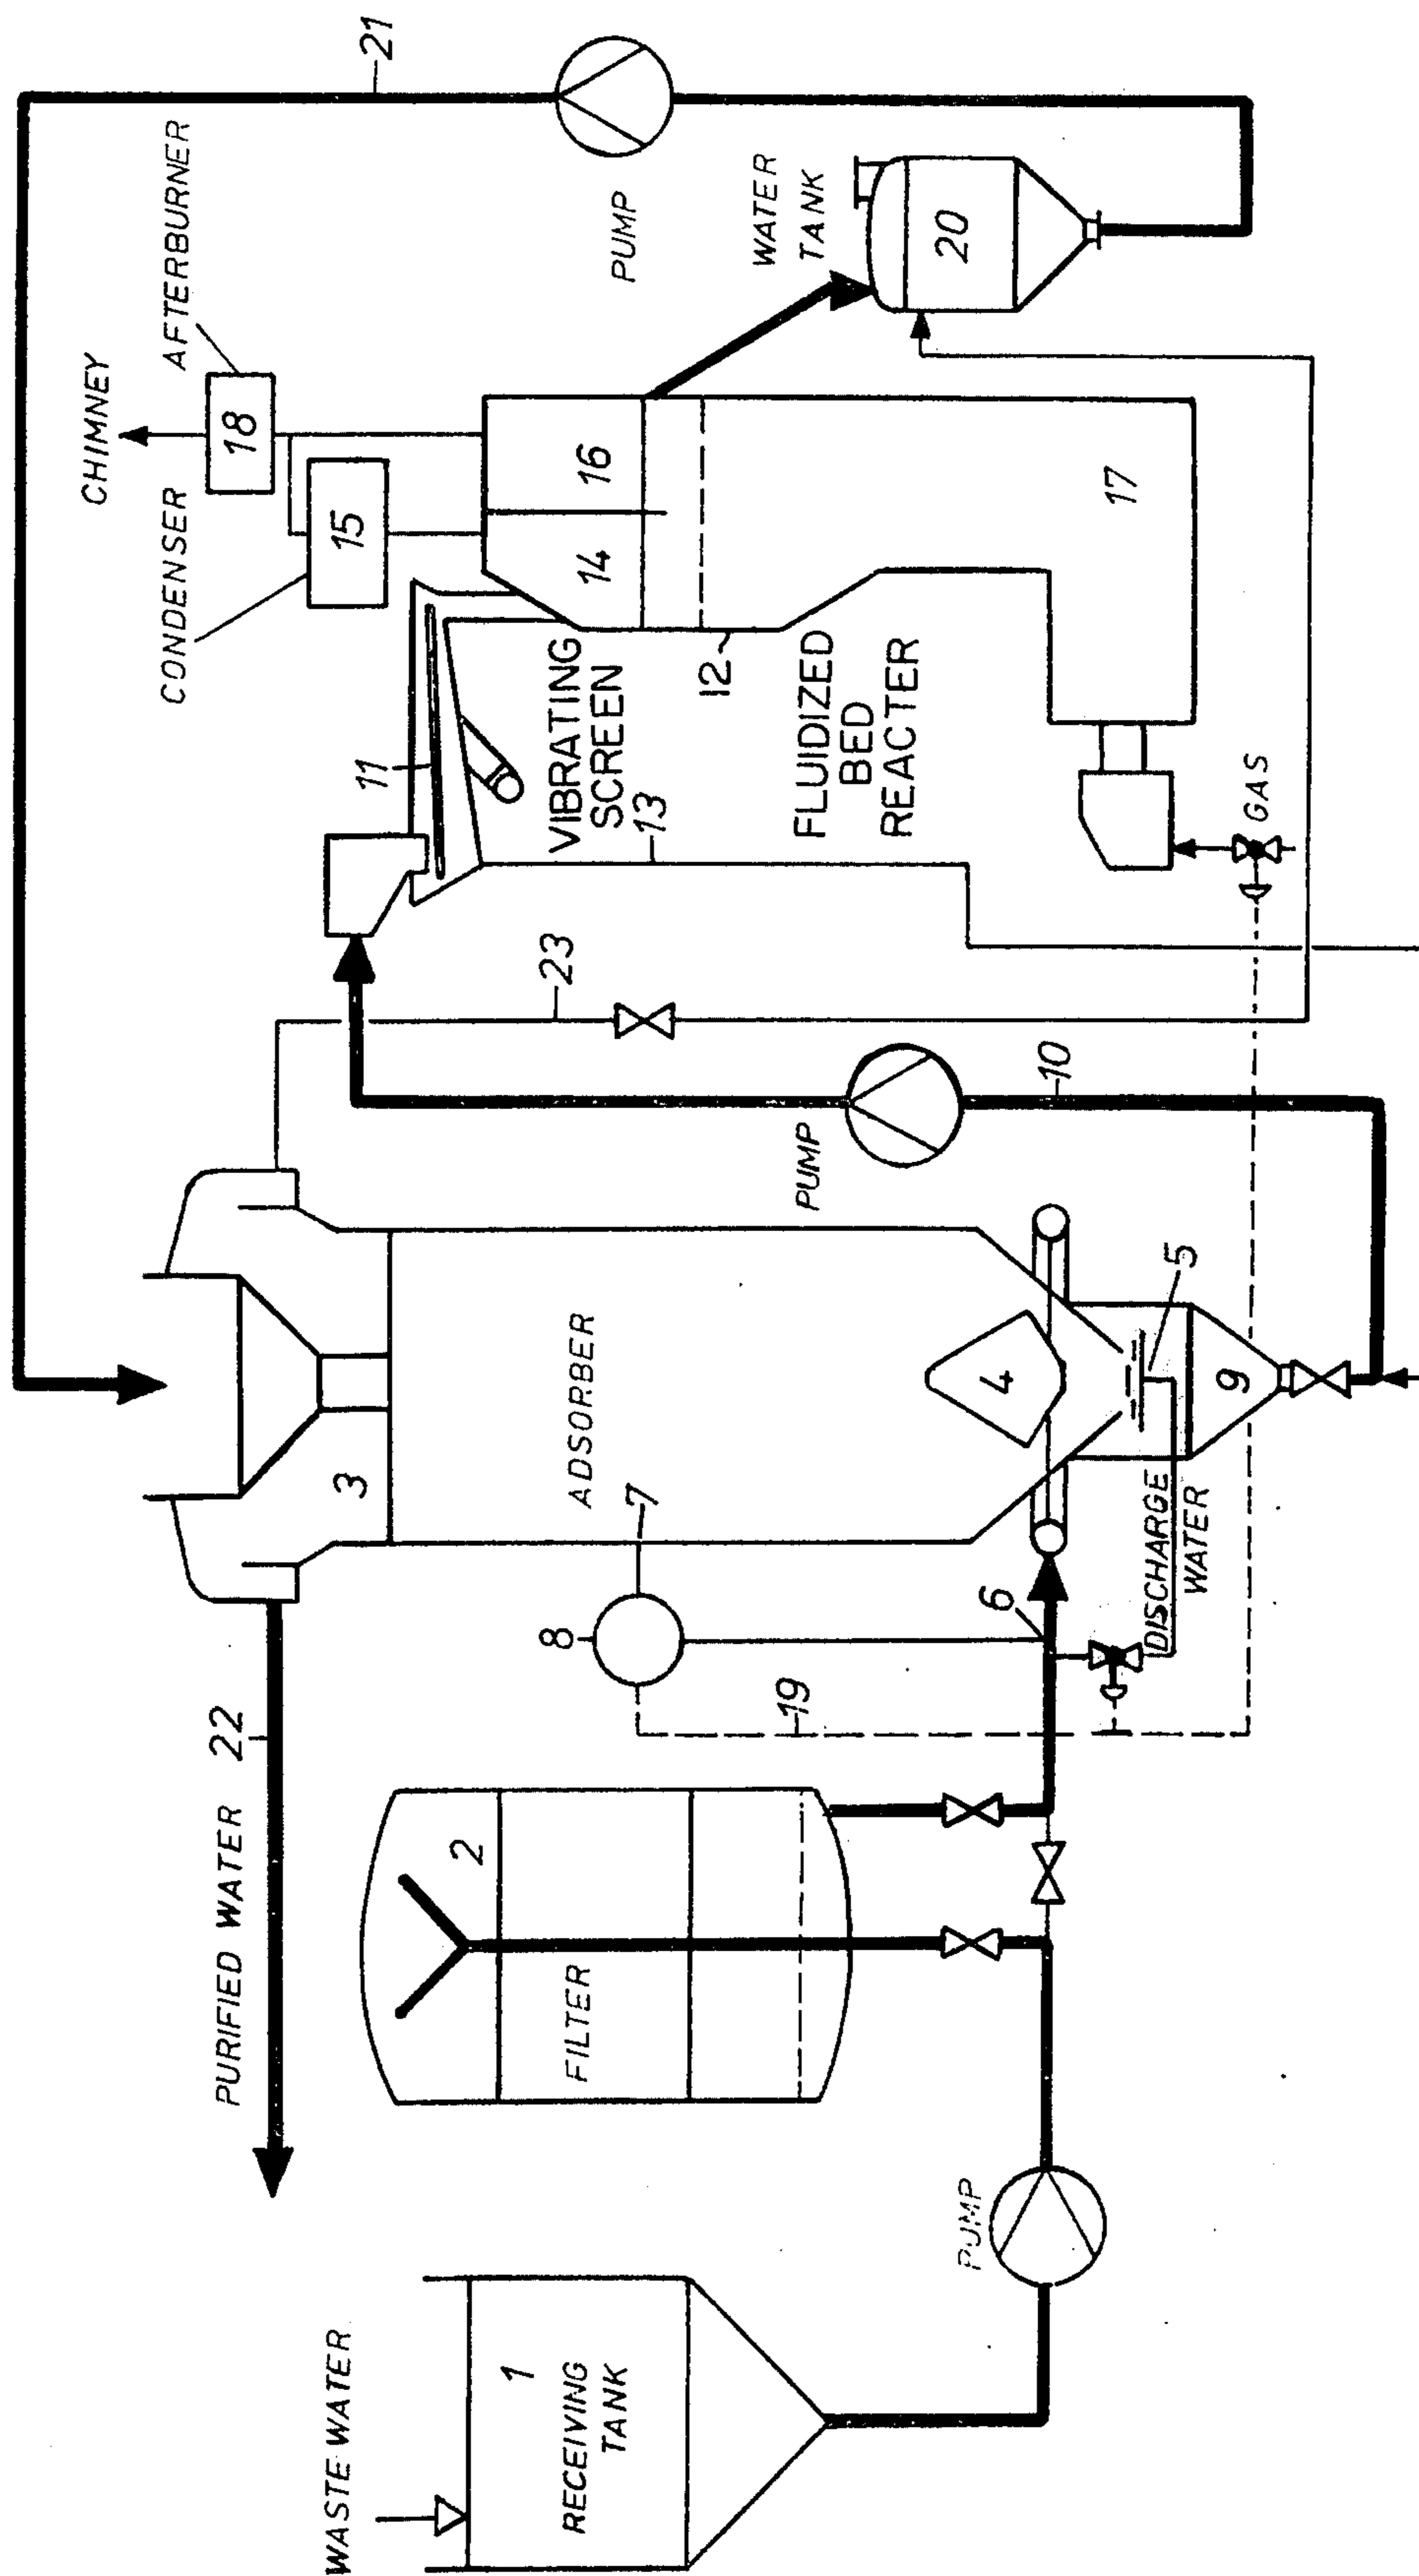 WASTE WATER
1
RECEIVING
TANK
PUMP
PURIFIED WATER
22
2
FILTER
3
ADSORBER
4
5
6
7
8
9
19
DISCHARGE
WATER
PUMP
10
23
11
VIBRATING
SCREEN
13
12
FLUIDIZED
BED
REACTER
GAS
CONDENSER
15
CHIMNEY
18
AFTERBURNER
14
16
17
WATER
TANK
20
PUMP
21